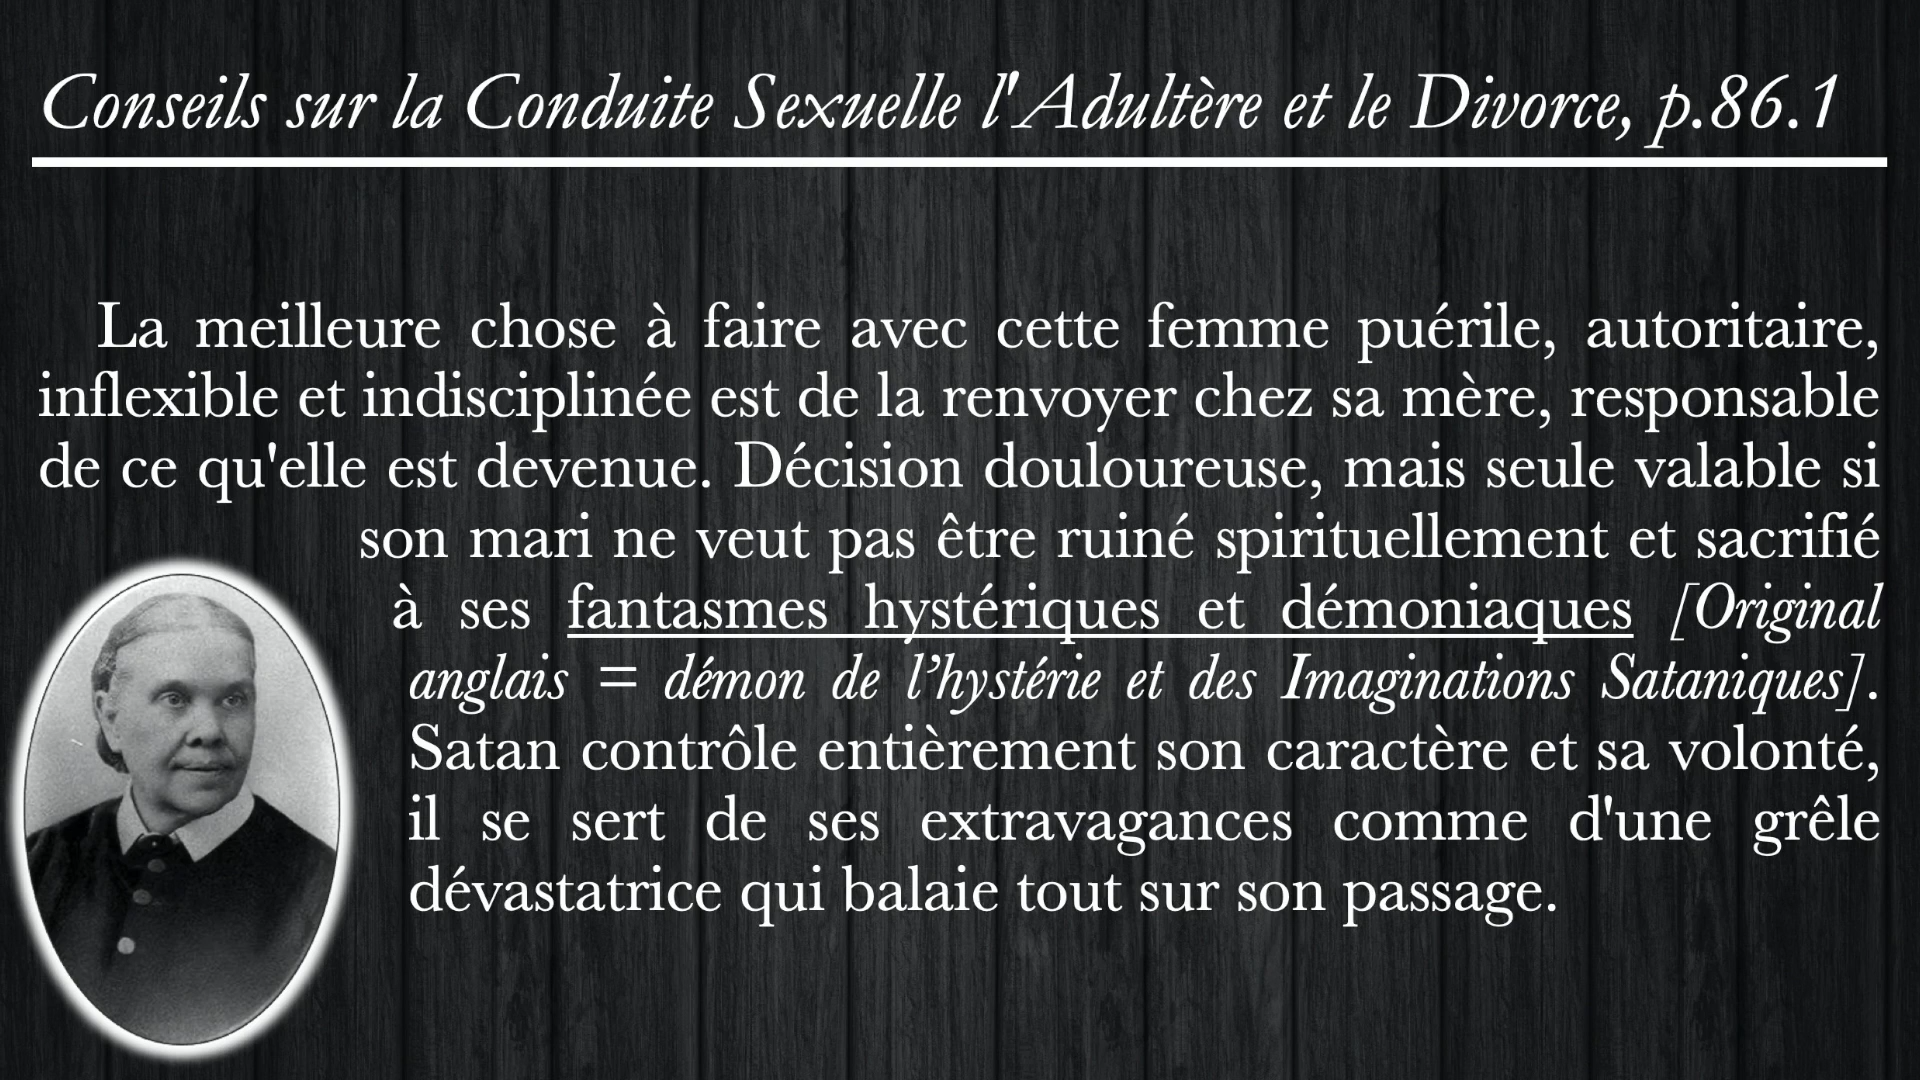 Conseils sur la Conduite Sexuelle l'Adultère et le Divorce, p.86.1
La meilleure chose à faire avec cette femme puérile, autoritaire,
inflexible et indisciplinée est de la renvoyer chez sa mère, responsable
de ce qu'elle est devenue. Décision douloureuse, mais seule valable si
son mari ne veut pas être ruiné spirituellement et sacrifié
à ses fantasmes hystériques et démoniaques [Original
anglais = démon de l’hystérie et des Imaginations Sataniques].
Satan contrôle entièrement son caractère et sa volonté,
il se sert de ses extravagances comme d'une grêle
dévastatrice qui balaie tout sur son passage.